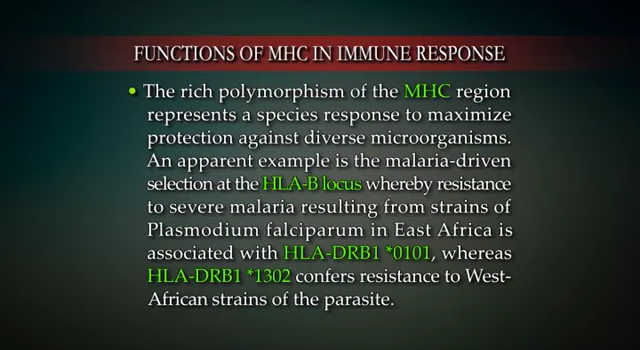 FUNCTIONS OF MHC IN IMMUNE RESPONSE
• The rich polymorphism of the MHC region
represents a species response to maximize
protection against diverse microorganisms.
An apparent example is the malaria-driven
selection at the HLA-B locus whereby resistance
to severe malaria resulting from strains of
Plasmodium falciparum in East Africa is
associated with HLA-DRB1 *0101, whereas
HLA-DRB1 *1302 confers resistance to West-
African strains of the parasite.